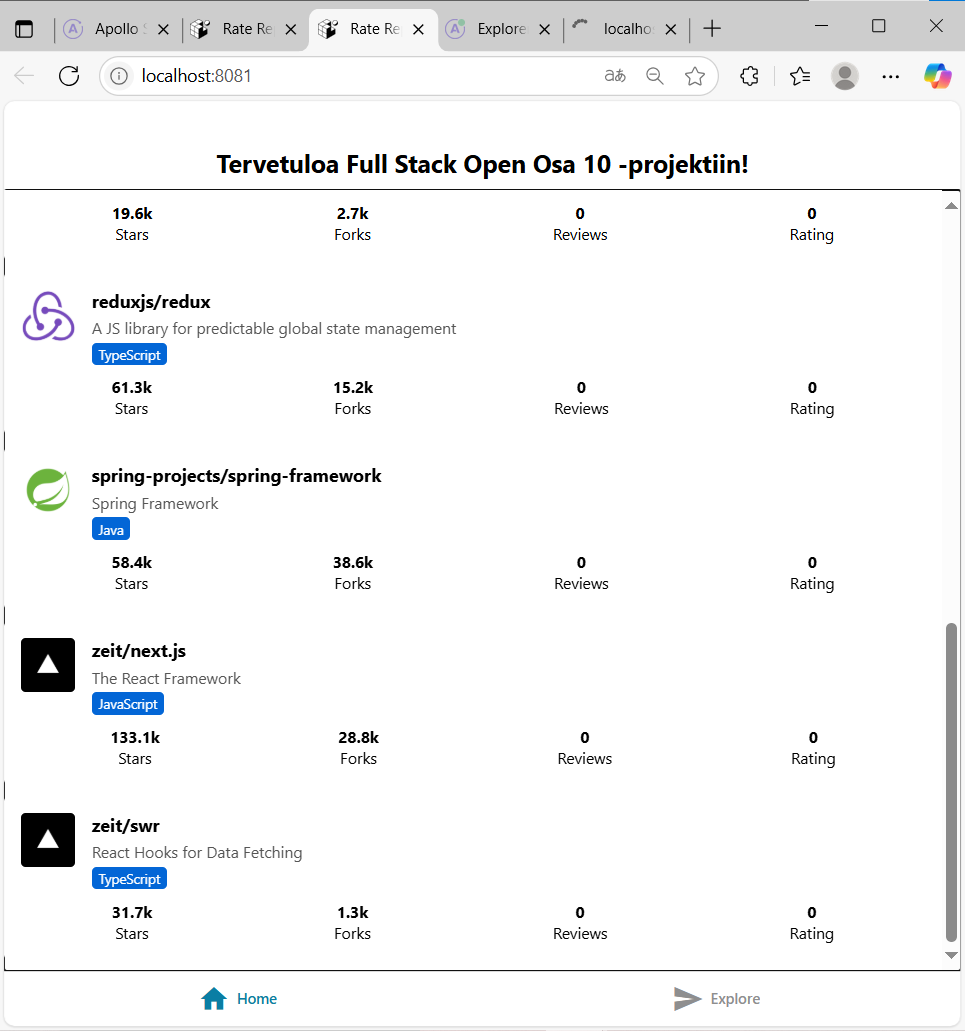 Apollo S
Rate Re
Rate Re
Explore
localhos
localhost:8081
aあ
Tervetuloa Full Stack Open Osa 10 -projektiin!
19.6k 2.7k 0 0
Stars Forks Reviews Rating
reduxjs/redux
A JS library for predictable global state management
TypeScript
61.3k 15.2k 0 0
Stars Forks Reviews Rating
spring-projects/spring-framework
Spring Framework
Java
58.4k 38.6k 0 0
Stars Forks Reviews Rating
zeit/next.js
The React Framework
JavaScript
133.1k 28.8k 0 0
Stars Forks Reviews Rating
zeit/swr
React Hooks for Data Fetching
TypeScript
31.7k 1.3k 0 0
Stars Forks Reviews Rating
Home Explore